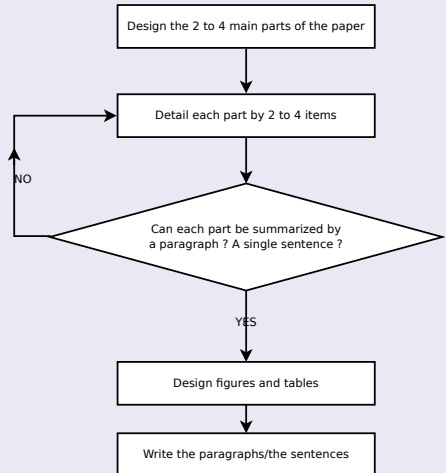 Design the 2 to 4 main parts of the paper
Detail each part by 2 to 4 items
NO
Can each part be summarized by
a paragraph ? A single sentence ?
YES
Design figures and tables
Write the paragraphs/the sentences